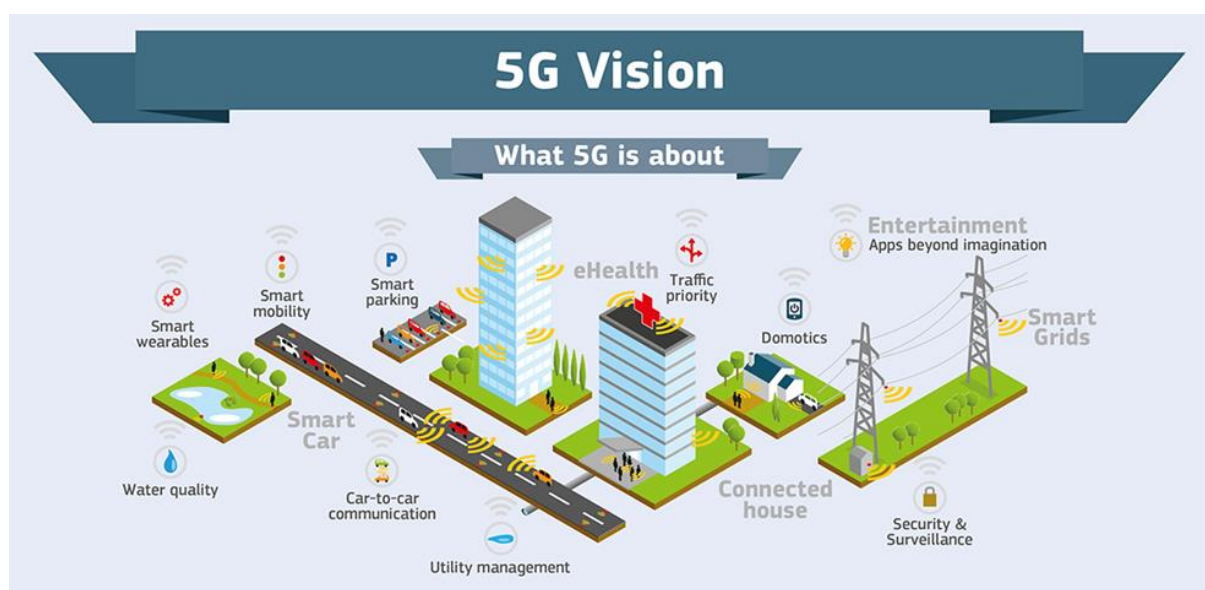 5G Vision
What 5G is about
Entertainment
Apps beyond imagination
eHealth
Traffic
priority
Smart
parking
Smart
mobility
Smart
wearables
Domotics
Smart
Grids
P
Smart
Car
Water quality
Car-to-car
communication
Connected
house
Security &
Surveillance
Utility management